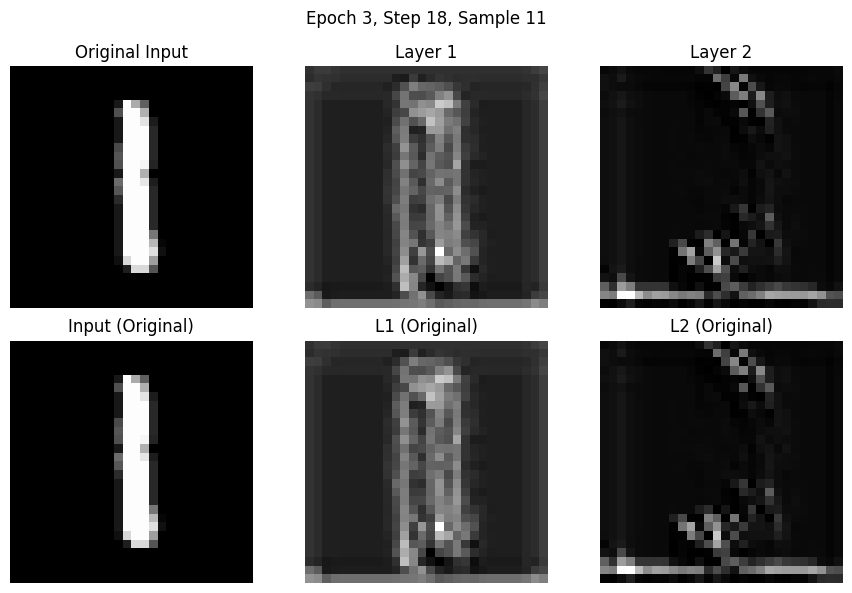 Epoch 3, Step 18, Sample 11
Original Input
Layer 1
Layer 2
Input (Original)
L1 (Original)
L2 (Original)